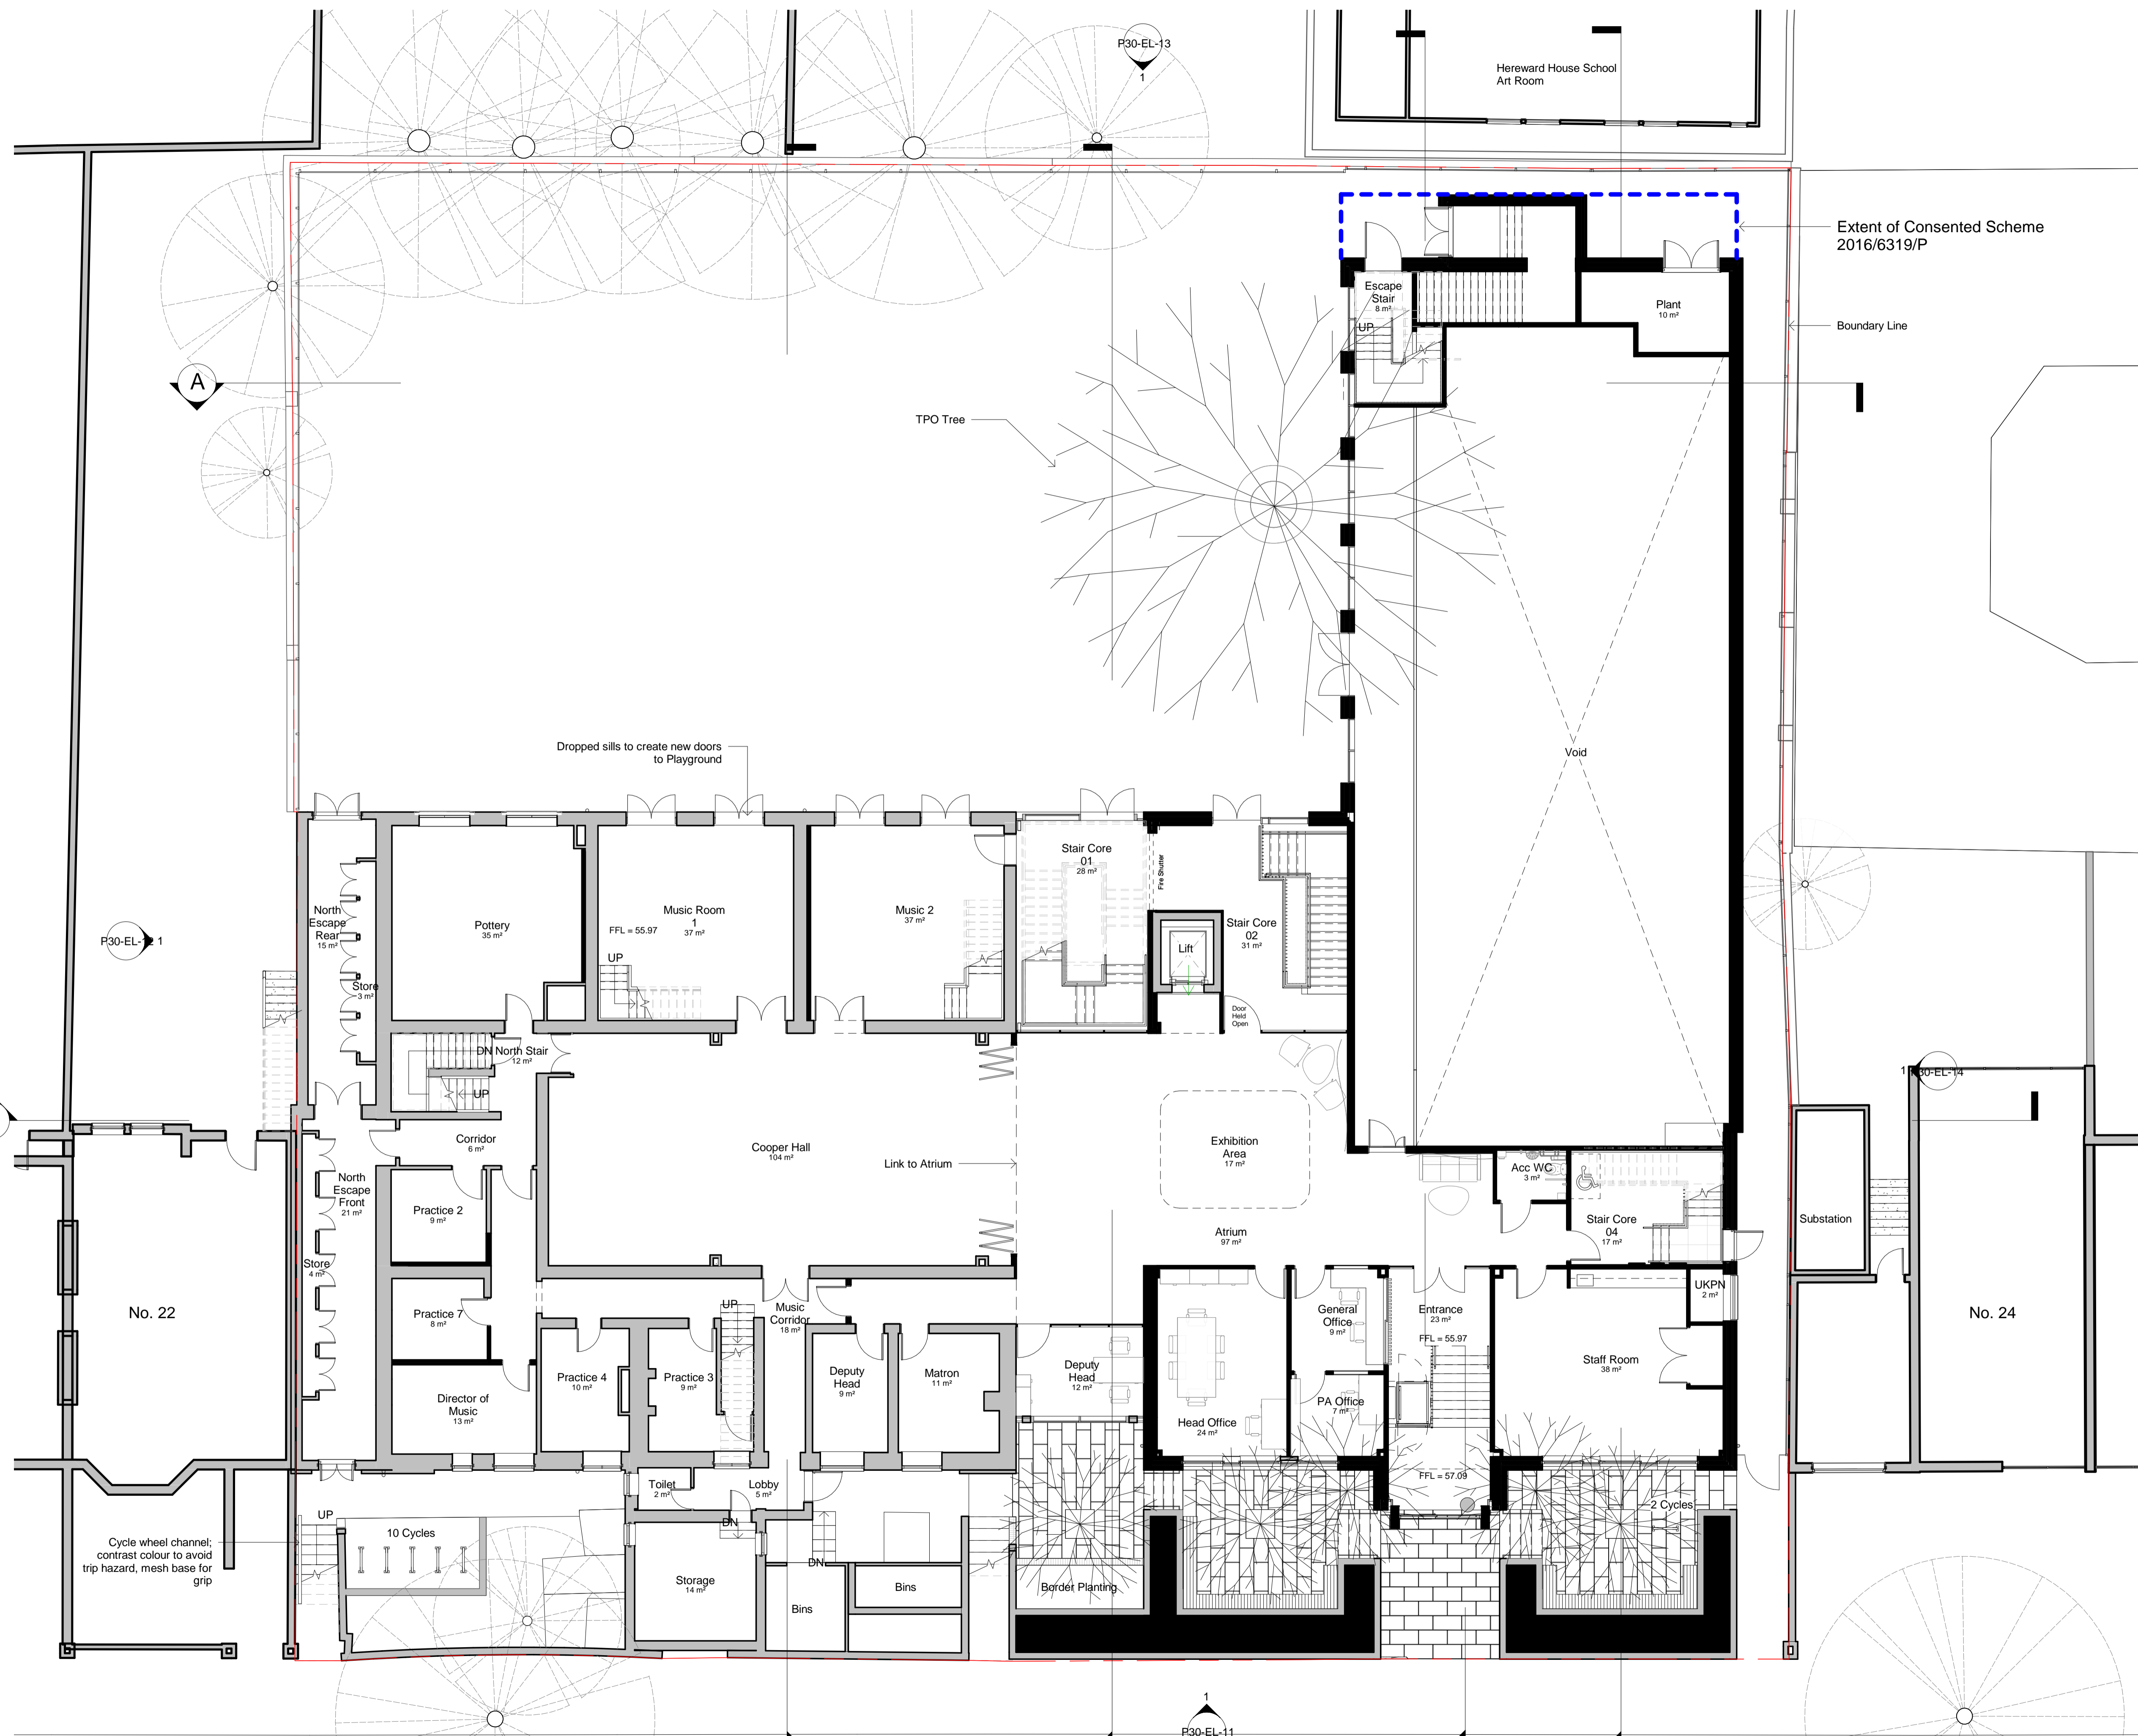 P30-EL-13
1
Hereward House School
Art Room
Extent of Consented Scheme
2016/6319/P
Escape
Stair
8 m²
UP
Plant
10 m²
Boundary Line
A
TPO Tree
Void
Dropped sills to create new doors
to Playground
North
Escape
Rear
15 m²
Store
3 m²
Pottery
35 m²
FFL = 55.97
Music Room
1
37 m²
UP
Music 2
37 m²
Stair Core
01
28 m²
Fire Shutter
Lift
Stair Core
02
31 m²
Door
Held
Open
P30-EL-12 1
DN North Stair
12 m²
UP
Corridor
6 m²
Cooper Hall
104 m²
Link to Atrium
Exhibition
Area
17 m²
Atrium
97 m²
Acc WC
3 m²
Stair Core
04
17 m²
1 P30-EL-14
Substation
North
Escape
Front
21 m²
Store
4 m²
Practice 2
9 m²
Practice 7
8 m²
Director of
Music
13 m²
Practice 4
10 m²
Practice 3
9 m²
UP
Music
Corridor
18 m²
Deputy
Head
9 m²
Matron
11 m²
Deputy
Head
12 m²
Head Office
24 m²
General
Office
9 m²
PA Office
7 m²
Entrance
23 m²
FFL = 55.97
FFL = 57.09
Staff Room
38 m²
UKPN
2 m²
No. 22
No. 24
Toilet
2 m²
Lobby
5 m²
DN
UP
10 Cycles
Cycle wheel channel;
contrast colour to avoid
trip hazard, mesh base for
grip
Storage
14 m²
DN
Bins
Bins
Border Planting
2 Cycles
1
P30-EL-11